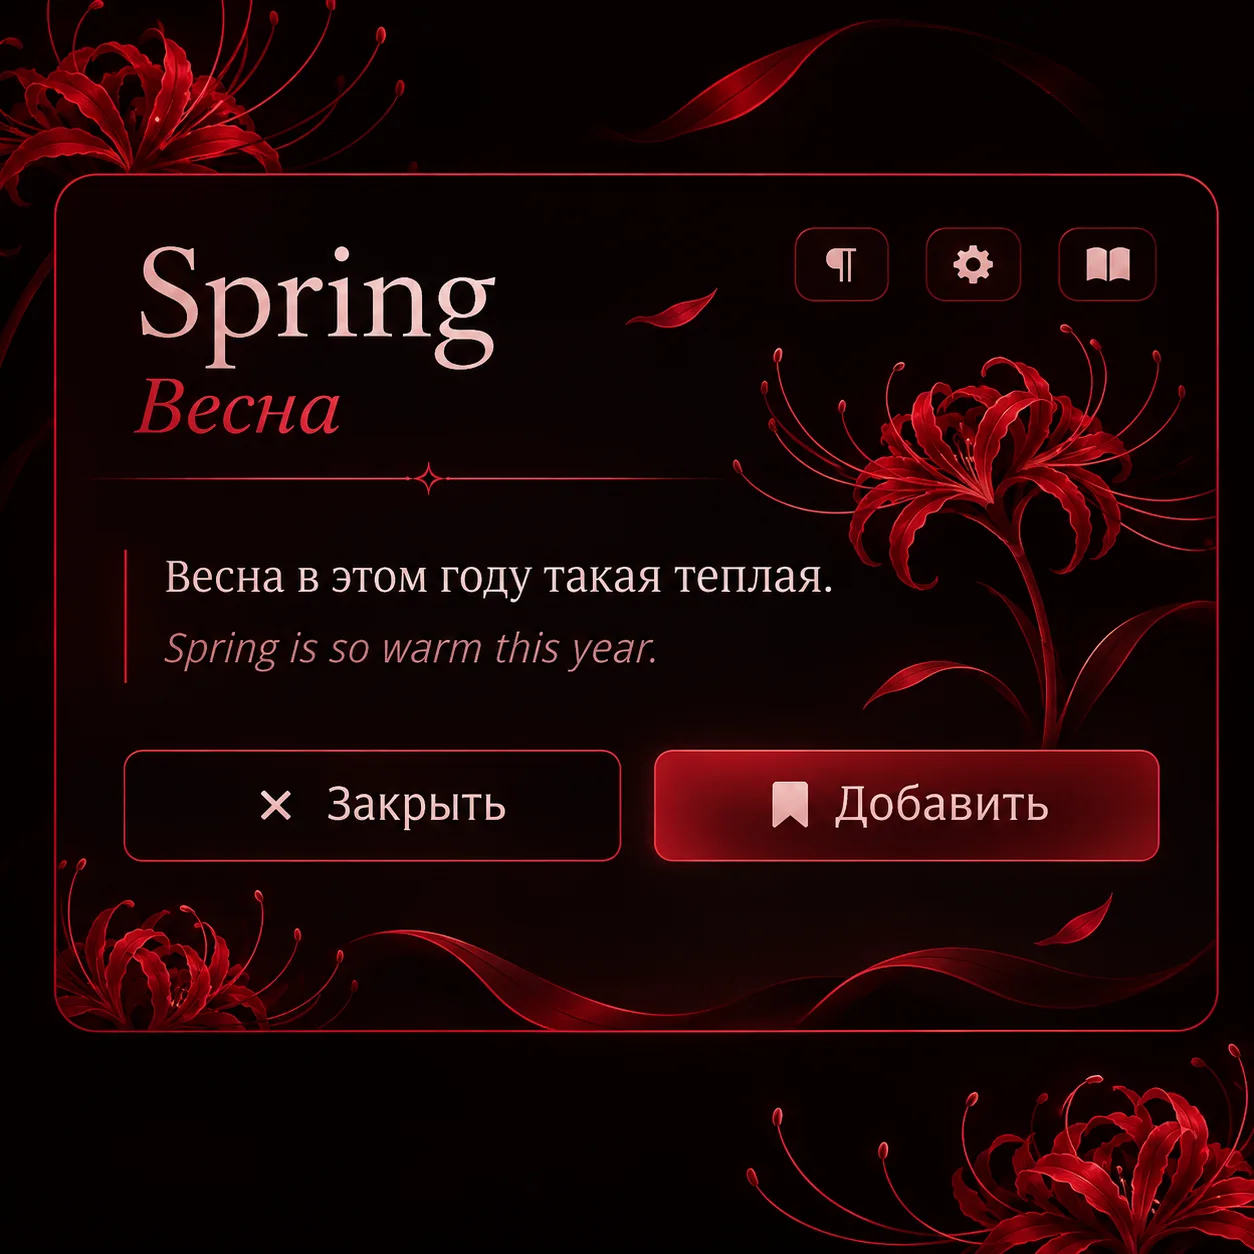 Spring
¶
Весна
Весна в этом году такая теплая.
Spring is so warm this year.
Закрыть
Добавить